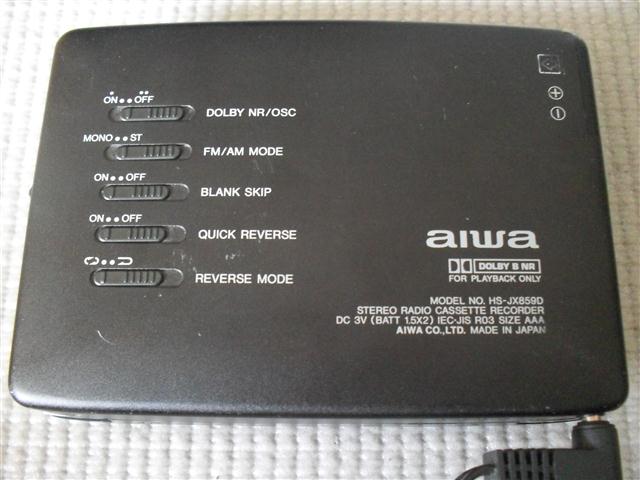 ON •• OFF
DOLBY NR/OSC
MONO •• ST
FM/AM MODE
ON •• OFF
BLANK SKIP
ON •• OFF
QUICK REVERSE
REVERSE MODE
aiwa
DOLBY B NR
FOR PLAYBACK ONLY
MODEL NO. HS-JX859D
STEREO RADIO CASSETTE RECORDER
DC 3V (BATT 1.5X2) IEC·JIS R03 SIZE AAA
AIWA CO.,LTD. MADE IN JAPAN